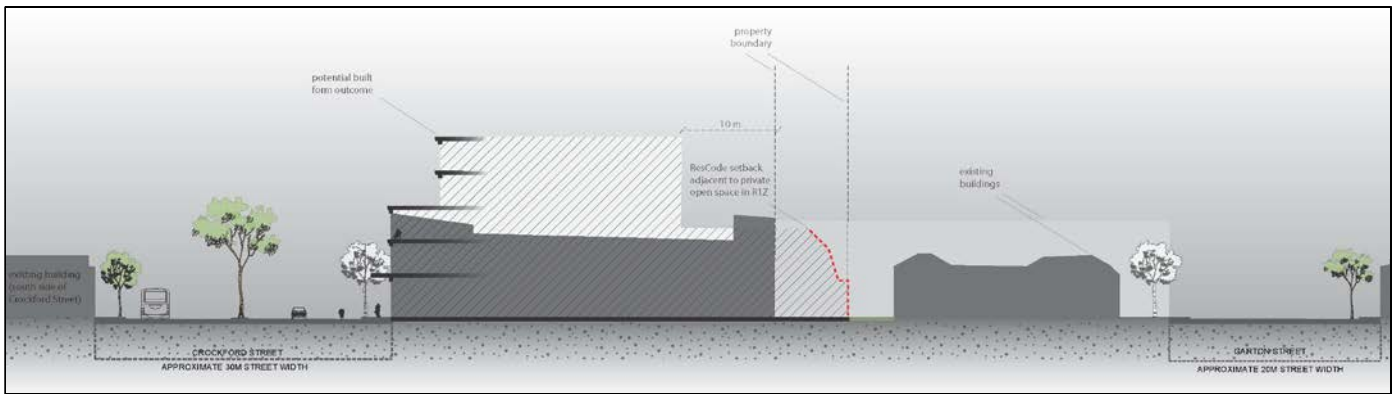 property
boundary
potential built
form outcome
10 m
ResCode setback
adjacent to private
open space in R1Z
existing
buildings
existing building
(south side of
Crockford Street)
CROCKFORD STREET
APPROXIMATE 30M STREET WIDTH
GANTON STREET
APPROXIMATE 20M STREET WIDTH